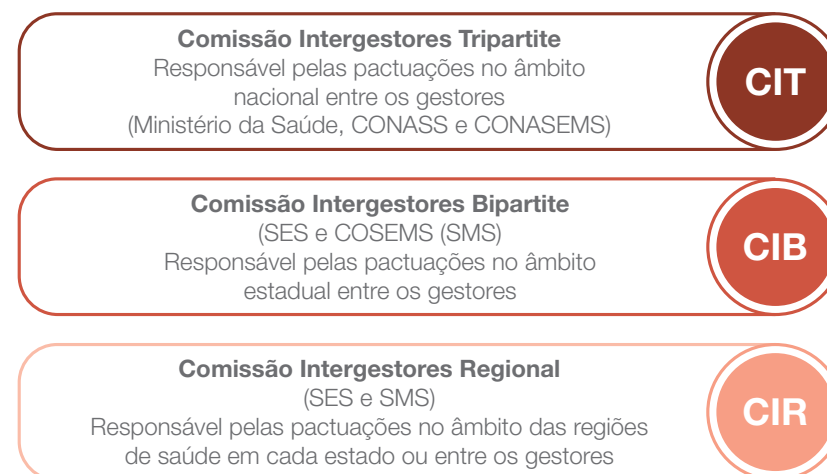 Comissão Intergestores Tripartite
Responsável pelas pactuações no âmbito
nacional entre os gestores
(Ministério da Saúde, CONASS e CONASEMS)
CIT
Comissão Intergestores Bipartite
(SES e COSEMS (SMS)
Responsável pelas pactuações no âmbito
estadual entre os gestores
CIB
Comissão Intergestores Regional
(SES e SMS)
Responsável pelas pactuações no âmbito das regiões
de saúde em cada estado ou entre os gestores
CIR